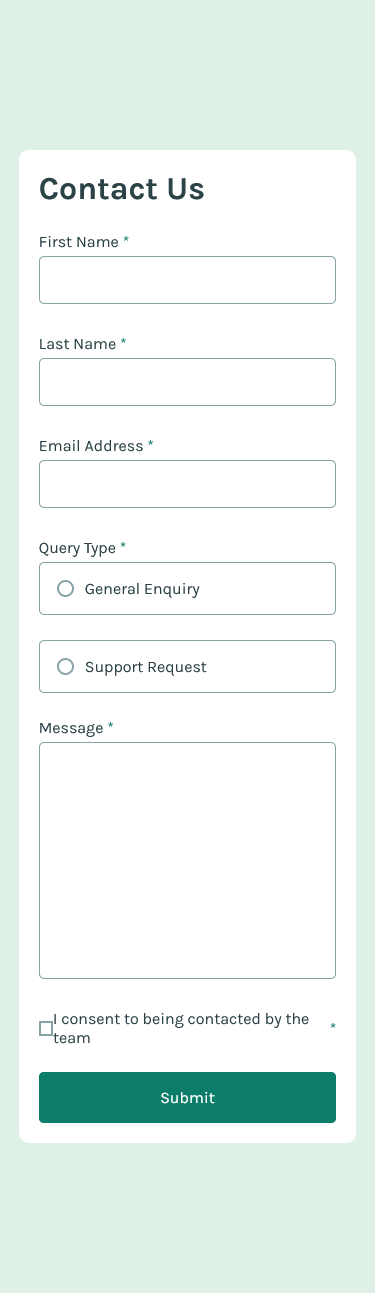 Contact Us
First Name *
Last Name *
Email Address *
Query Type *
General Enquiry
Support Request
Message *
I consent to being contacted by the
team *
Submit